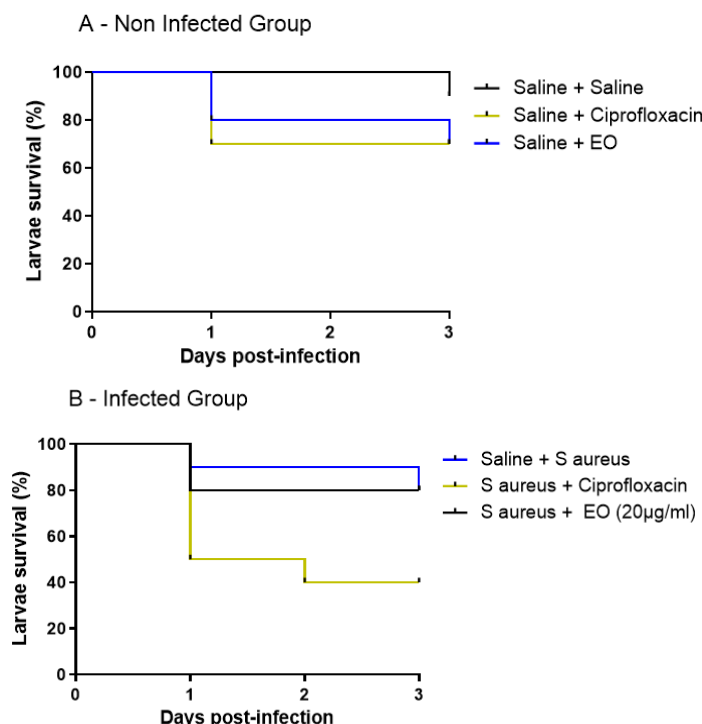 A - Non Infected Group
100
80
60
40
20
0
Larvae survival (%)
0 1 2 3
Days post-infection
Saline + Saline
Saline + Ciprofloxacin
Saline + EO
B - Infected Group
100
80
60
40
20
0
Larvae survival (%)
0 1 2 3
Days post-infection
Saline + S aureus
S aureus + Ciprofloxacin
S aureus + EO (20µg/ml)